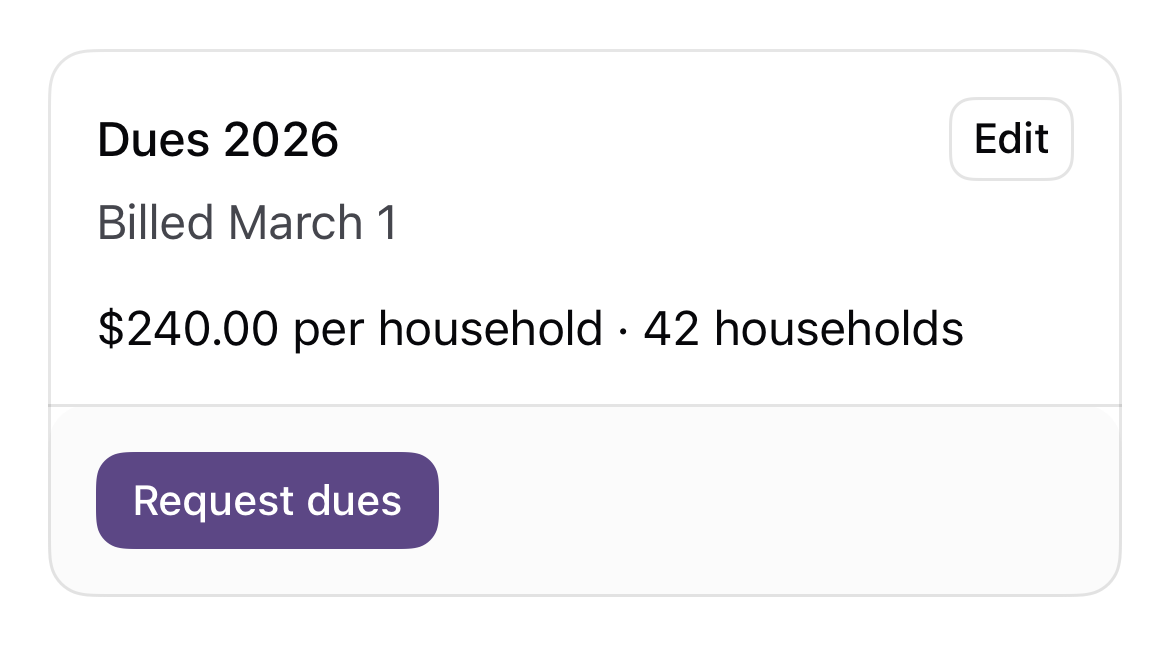 Dues 2026
Edit
Billed March 1
$240.00 per household · 42 households
Request dues